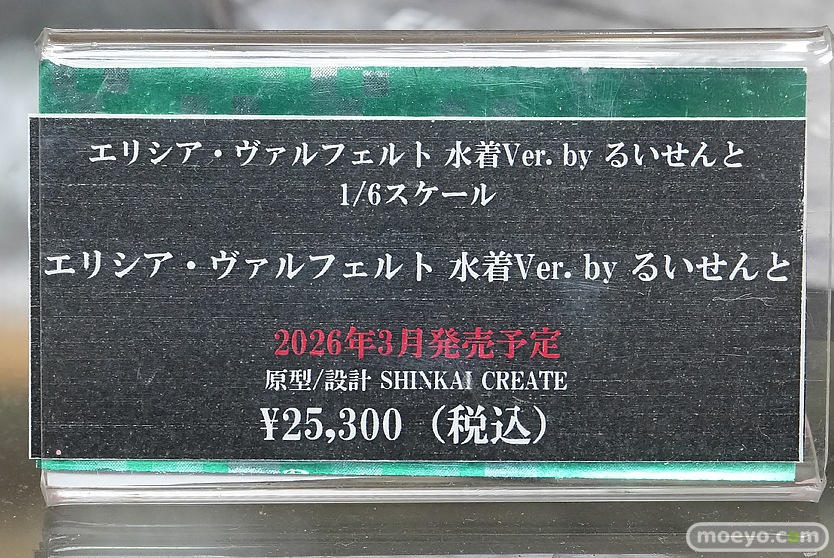 エリシア・ヴァルフェルト 水着Ver. by るいせんと
1/6スケール
エリシア・ヴァルフェルト 水着Ver. by るいせんと
2026年3月発売予定
原型/設計 SHINKAI CREATE
¥25,300（税込）
moeyo.com